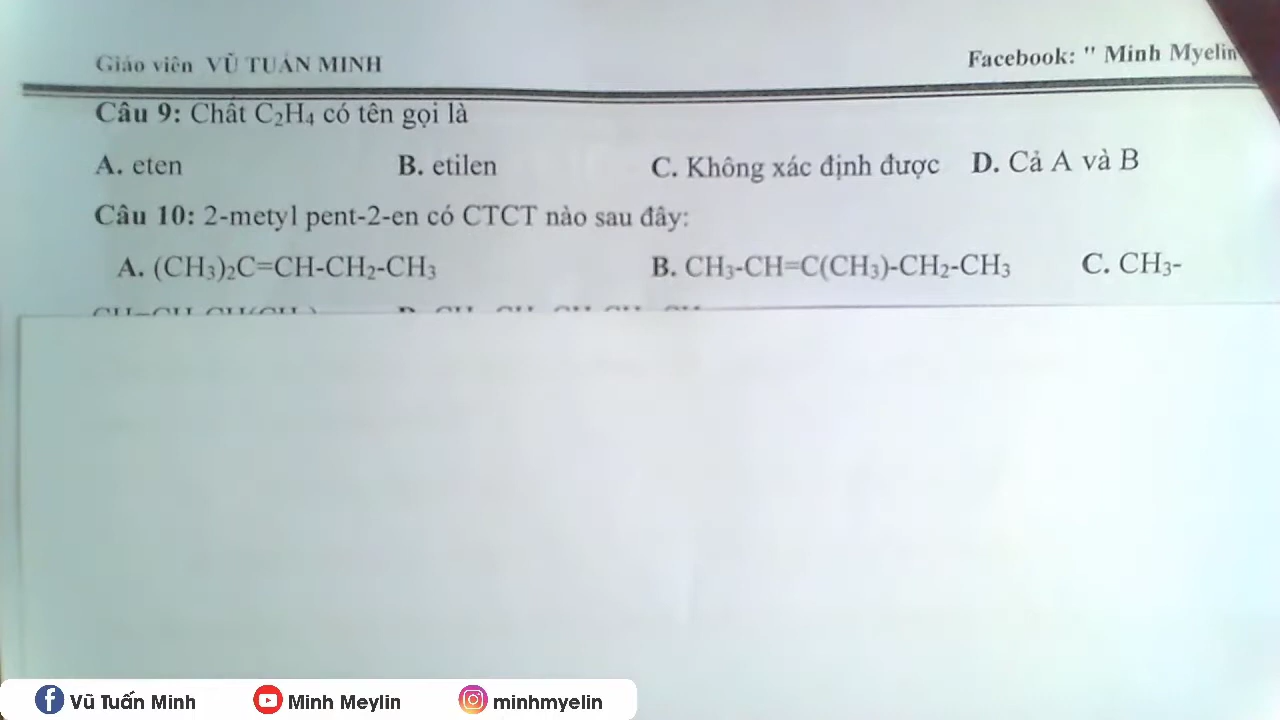 Giáo viên VŨ TUẤN MINH Facebook: " Minh Myelin
Câu 9: Chất C₂H₄ có tên gọi là
A. eten B. etilen C. Không xác định được D. Cả A và B
Câu 10: 2-metyl pent-2-en có CTCT nào sau đây:
A. (CH₃)₂C=CH-CH₂-CH₃ B. CH₃-CH=C(CH₃)-CH₂-CH₃ C. CH₃-
Vũ Tuấn Minh Minh Meylin minhmyelin